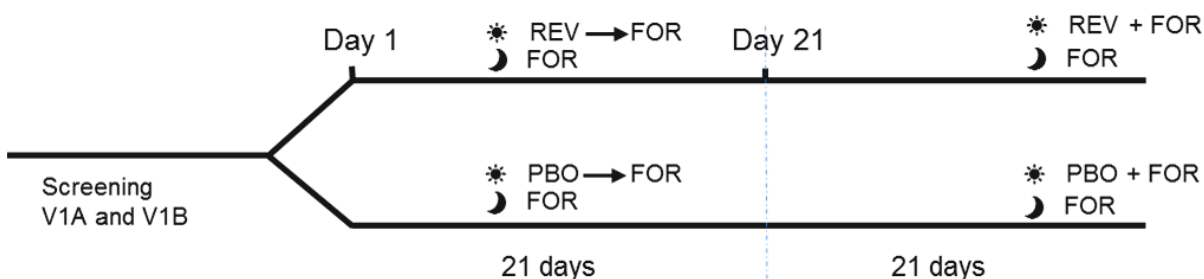 Day 1
REV → FOR
FOR
Day 21
REV + FOR
FOR
Screening
V1A and V1B
PBO → FOR
FOR
PBO + FOR
FOR
21 days
21 days